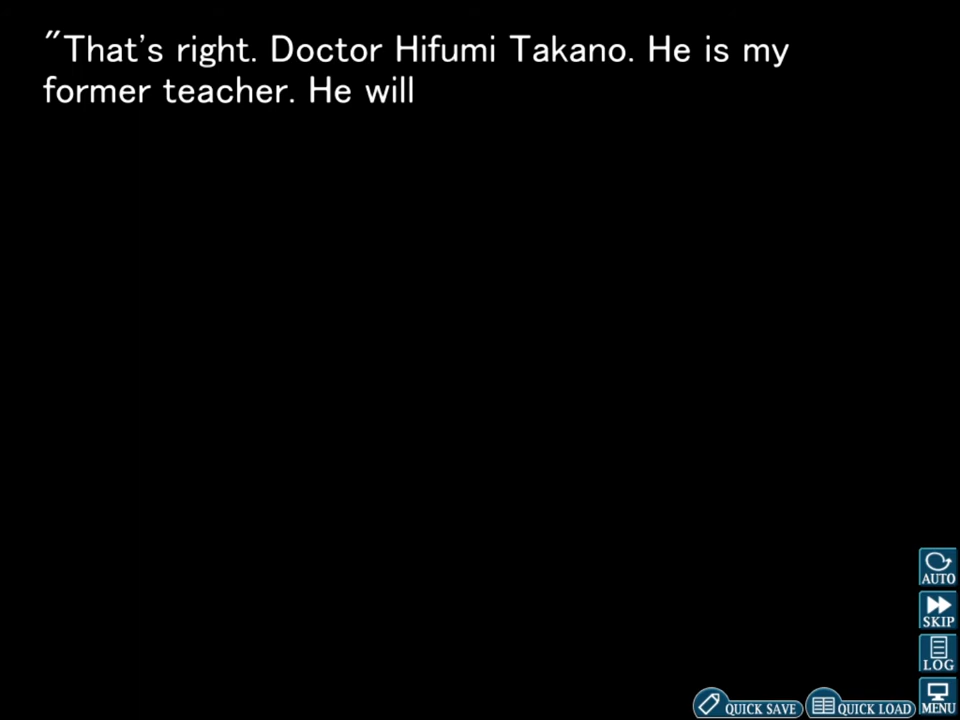 "That's right. Doctor Hifumi Takano. He is my
former teacher. He will
AUTO
SKIP
LOG
QUICK SAVE
QUICK LOAD
MENU